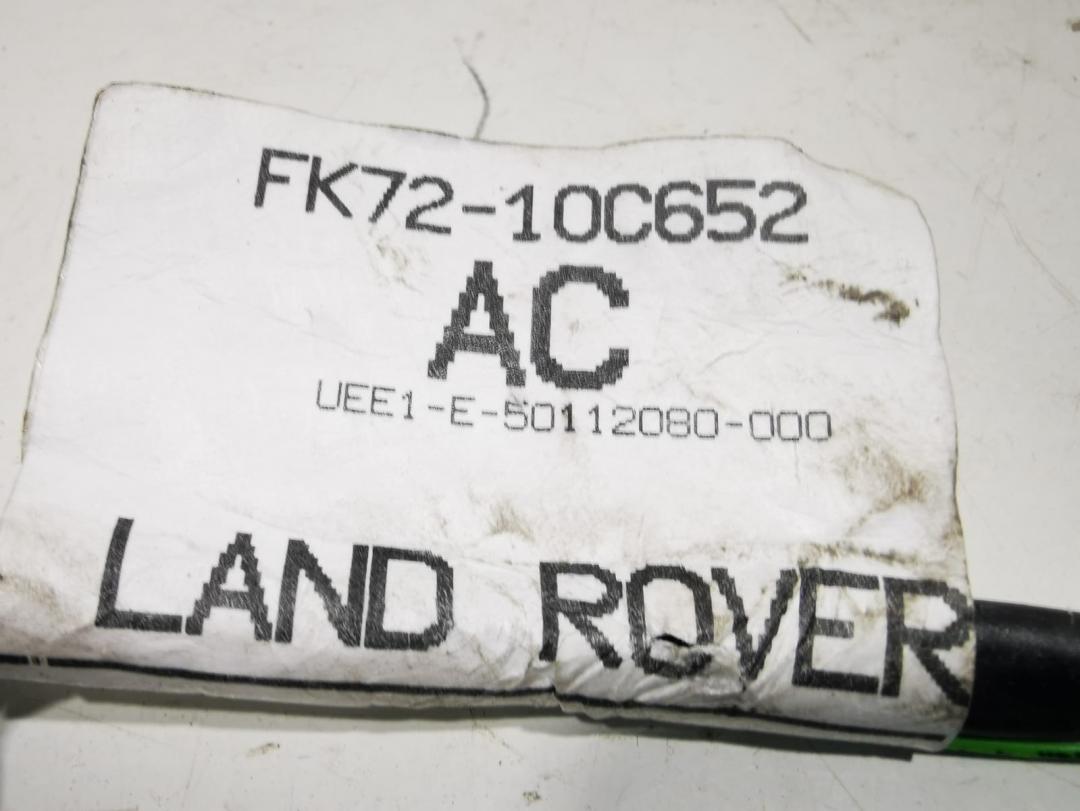 FK72-10C652
AC
UEE1-E-50112080-000
LAND ROVER